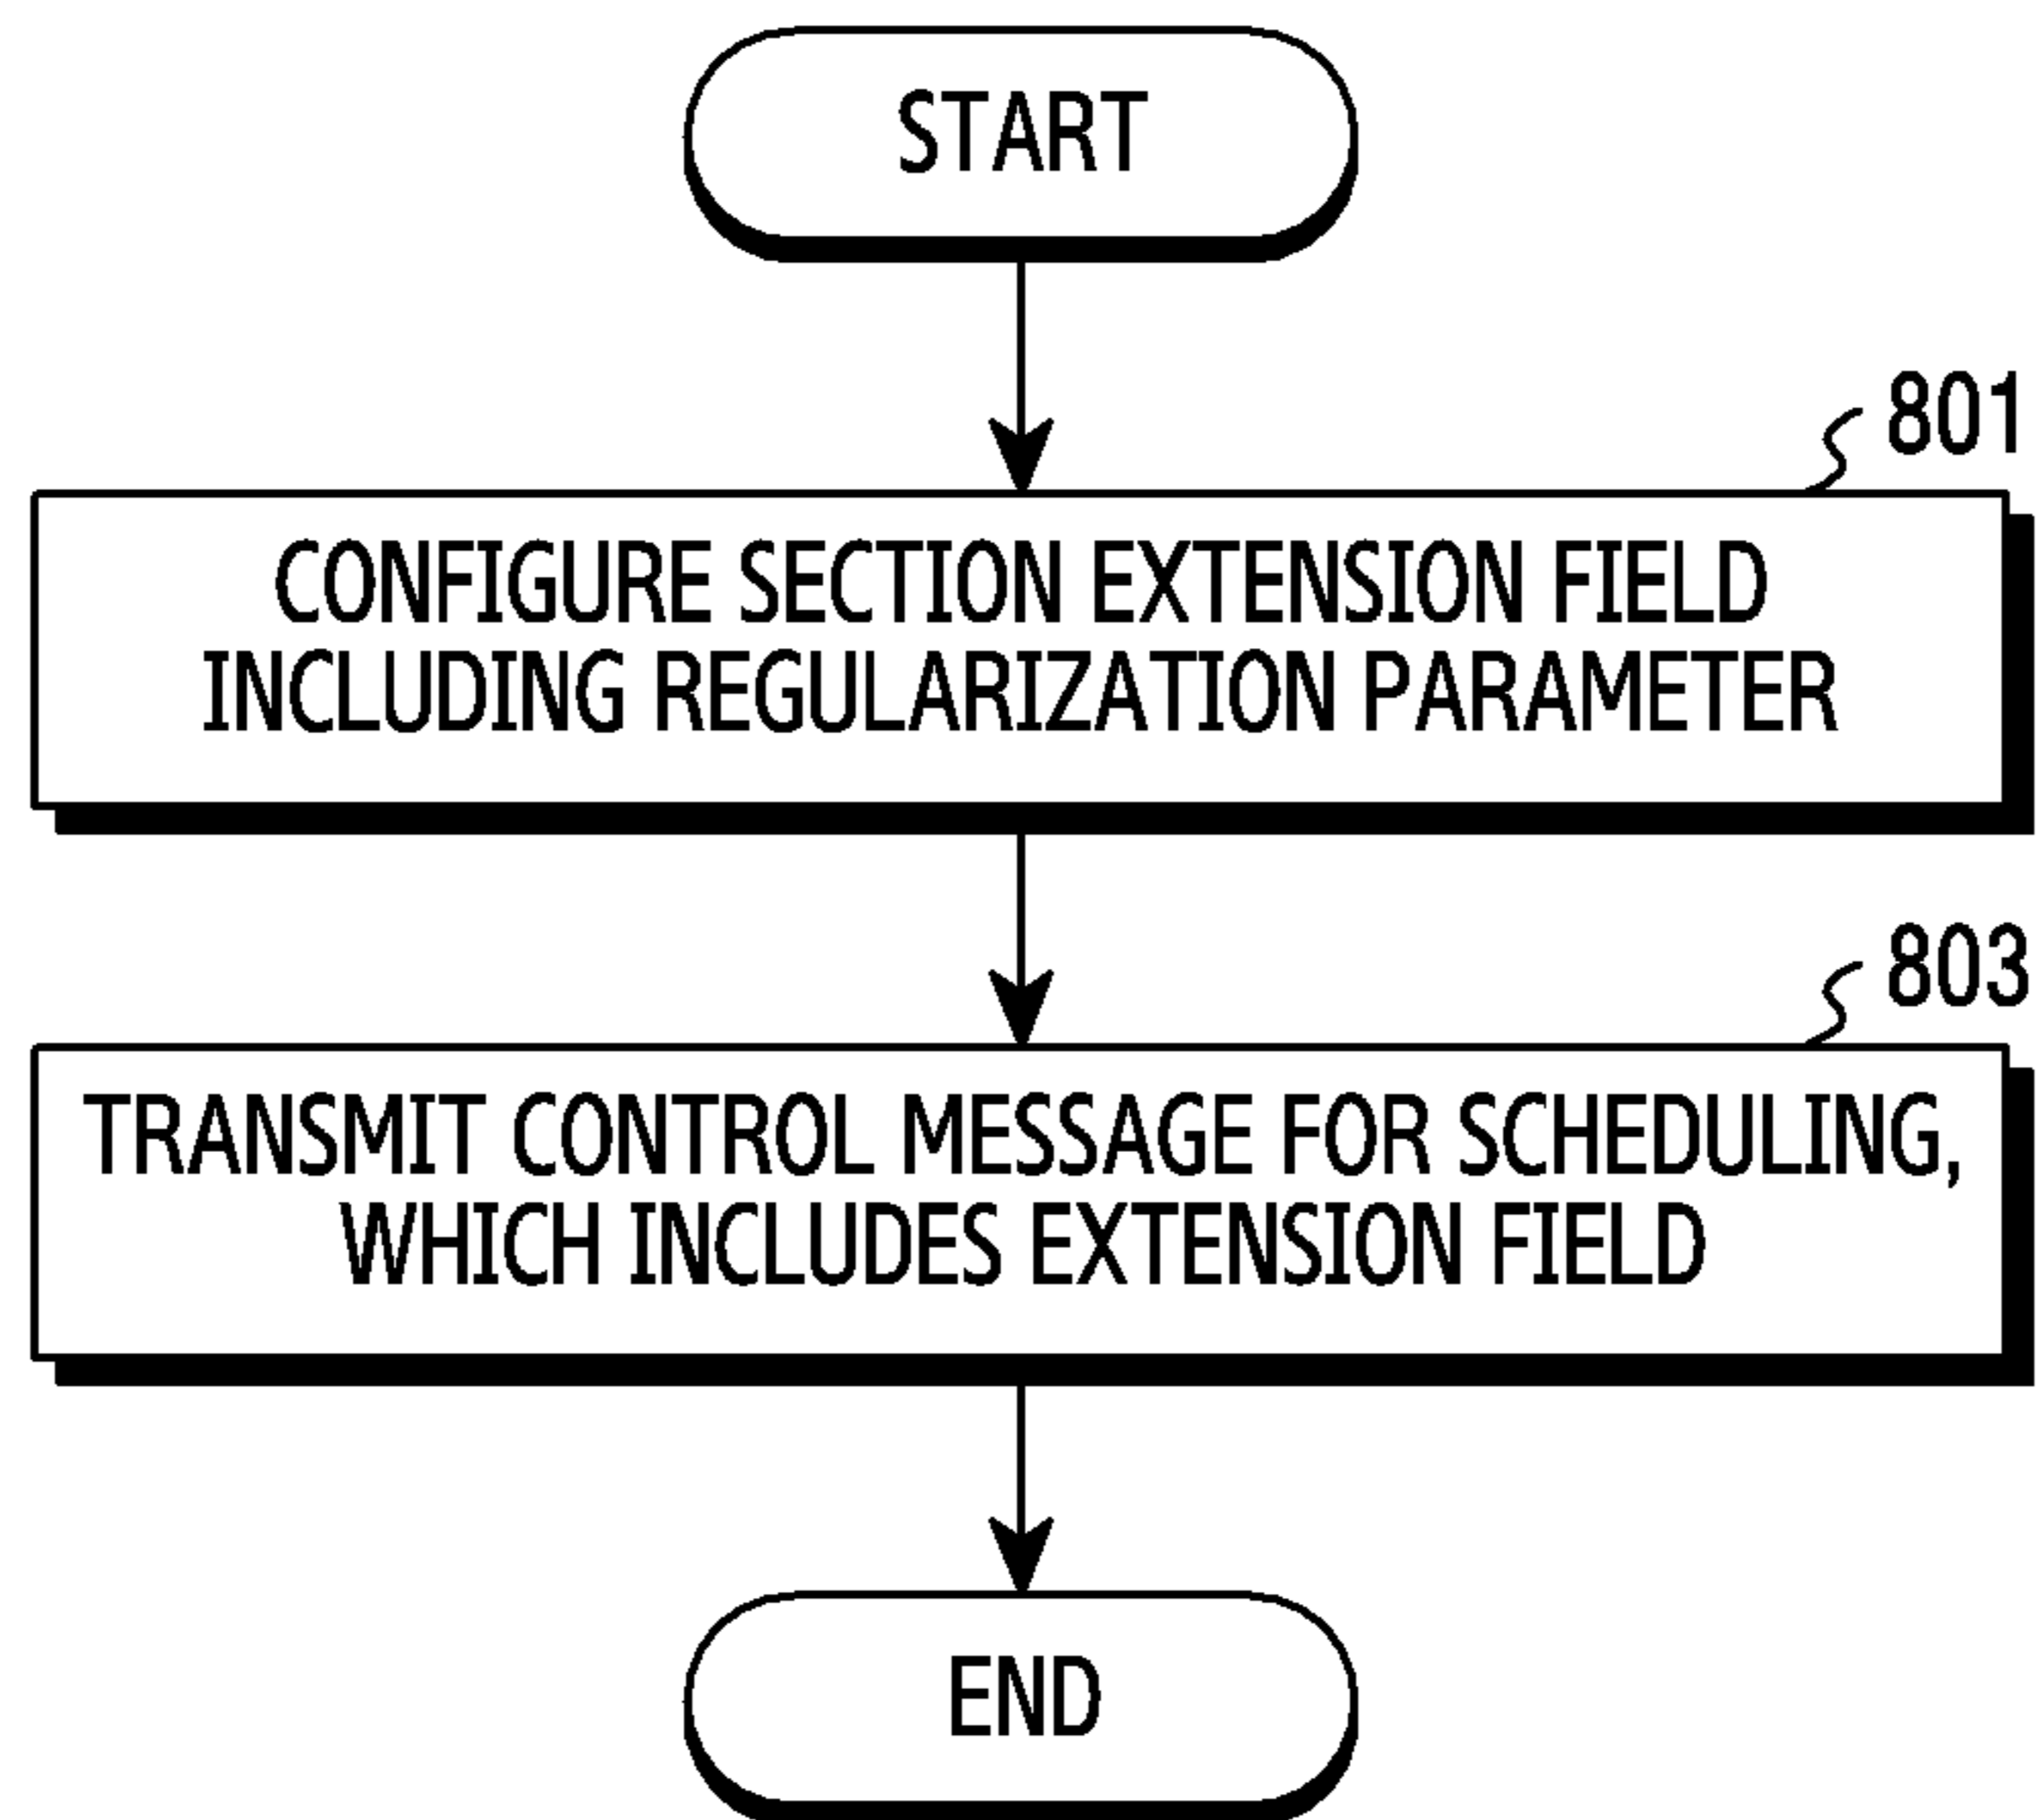 START
801
CONFIGURE SECTION EXTENSION FIELD
INCLUDING REGULARIZATION PARAMETER
803
TRANSMIT CONTROL MESSAGE FOR SCHEDULING,
WHICH INCLUDES EXTENSION FIELD
END